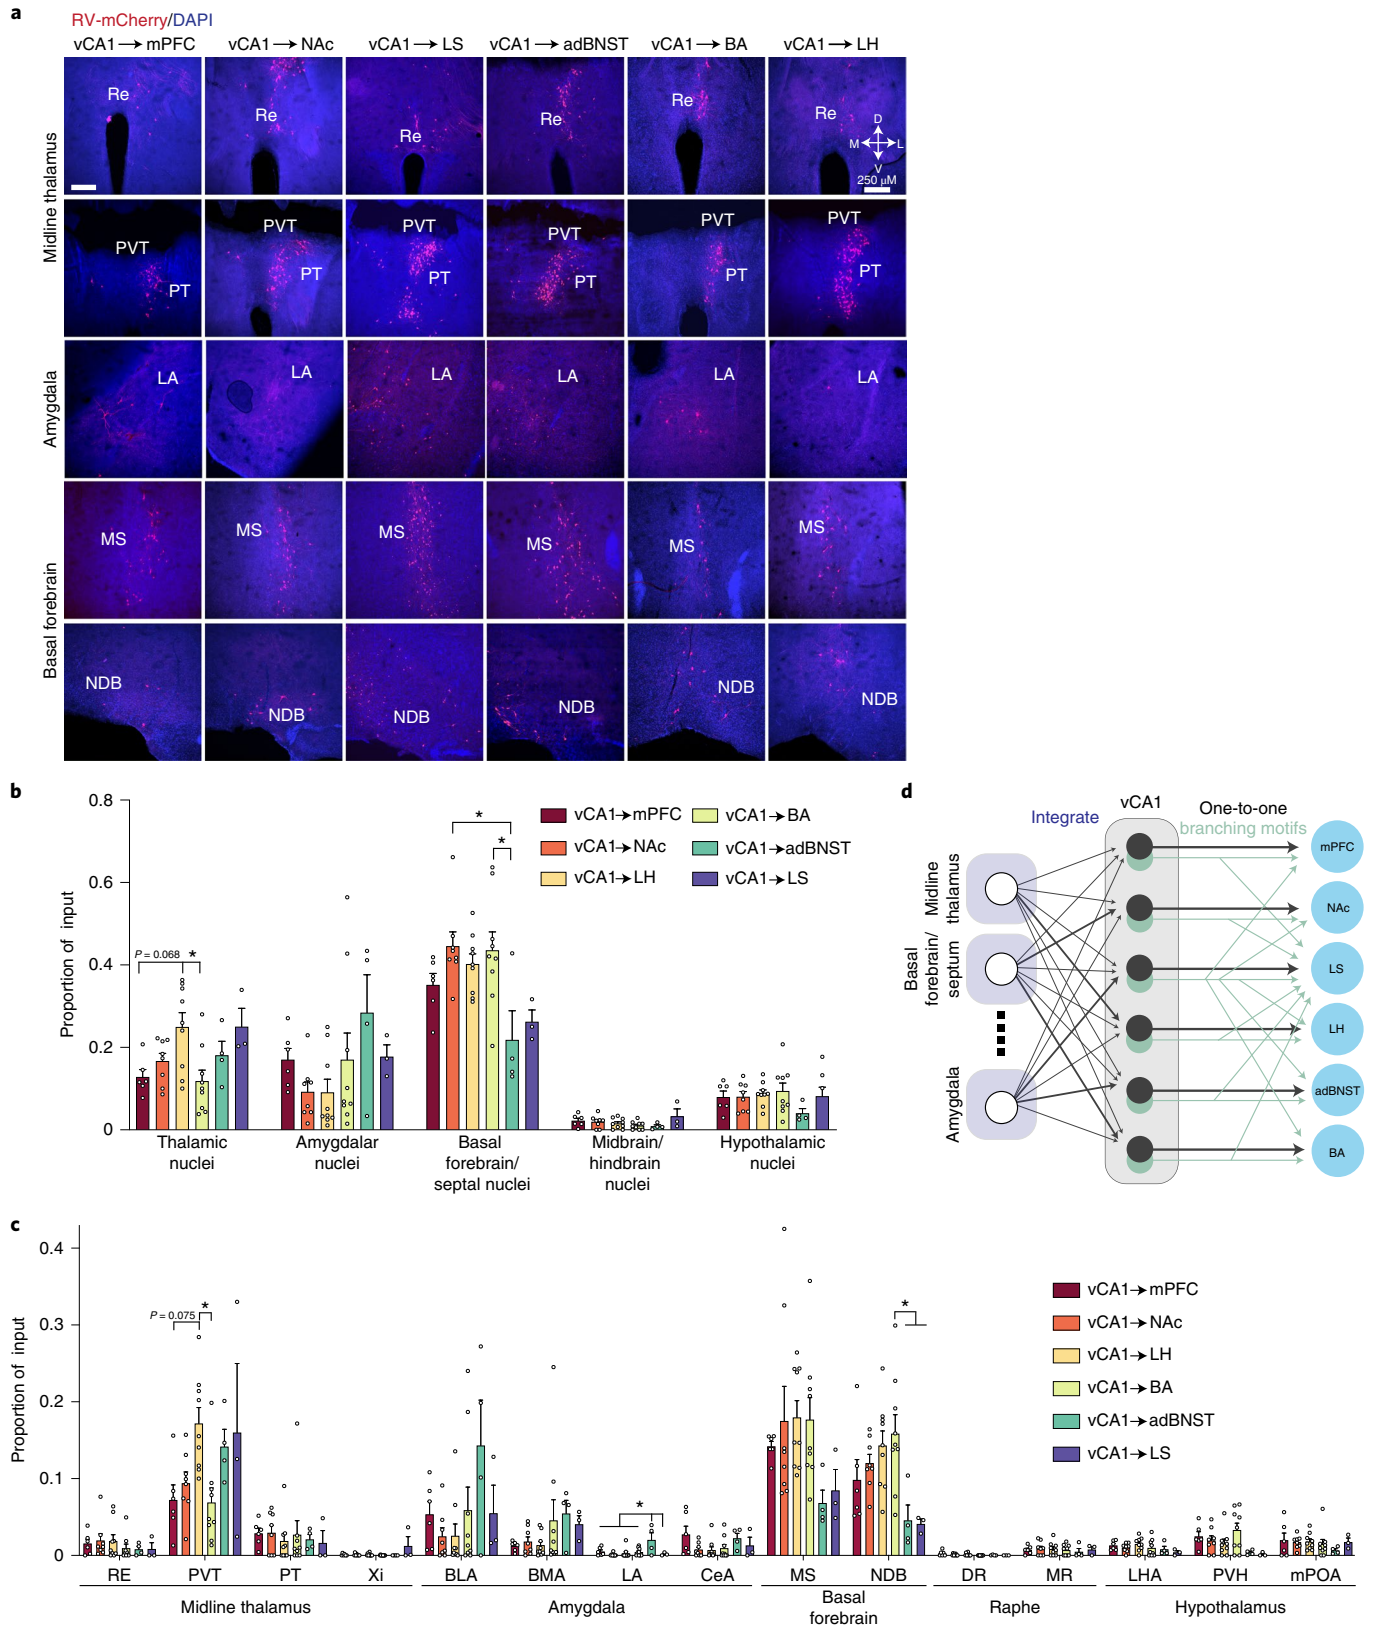 a
RV-mCherry/DAPI
vCA1→mPFC vCA1→NAc vCA1→LS vCA1→adBNST vCA1→BA vCA1→LH
Midline thalamus
Re Re Re Re Re Re
D
M L
V
250 μM
PVT PVT PVT PVT PVT PVT
PT PT PT PT PT PT
Amygdala
LA LA LA LA LA LA
Basal forebrain
MS MS MS MS MS MS
NDB NDB NDB NDB NDB NDB
b
Proportion of input
0.8
0.6
0.4
0.2
0
vCA1→mPFC
vCA1→NAc
vCA1→LH
vCA1→BA
vCA1→adBNST
vCA1→LS
P = 0.068 *
*
*
Thalamic
nuclei
Amygdalar
nuclei
Basal
forebrain/
septal nuclei
Midbrain/
hindbrain
nuclei
Hypothalamic
nuclei
d
vCA1
Integrate
One-to-one
branching motifs
Midline
thalamus
Basal
forebrain/
septum
Amygdala
mPFC
NAc
LS
LH
adBNST
BA
c
Proportion of input
0.4
0.3
0.2
0.1
0
P = 0.075 *
*
*
vCA1→mPFC
vCA1→NAc
vCA1→LH
vCA1→BA
vCA1→adBNST
vCA1→LS
RE PVT PT Xi BLA BMA LA CeA MS NDB DR MR LHA PVH mPOA
Midline thalamus Amygdala Basal
forebrain Raphe Hypothalamus